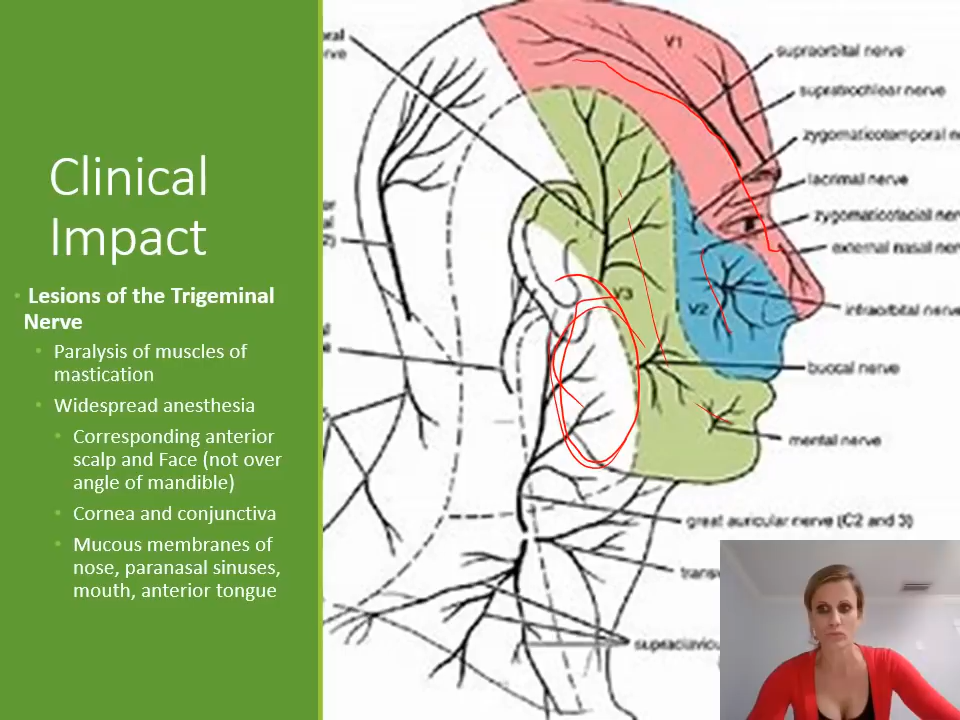 Clinical
Impact
Lesions of the Trigeminal
Nerve
Paralysis of muscles of
mastication
Widespread anesthesia
Corresponding anterior
scalp and Face (not over
angle of mandible)
Cornea and conjunctiva
Mucous membranes of
nose, paranasal sinuses,
mouth, anterior tongue
V1
supraorbital nerve
supratrochlear nerve
zygomaticotemporal
lacrimal nerve
zygomaticofacial
external nasal
V3
V2
infraorbital nerve
buccal nerve
mental nerve
great auricular nerve (C2 and 3)